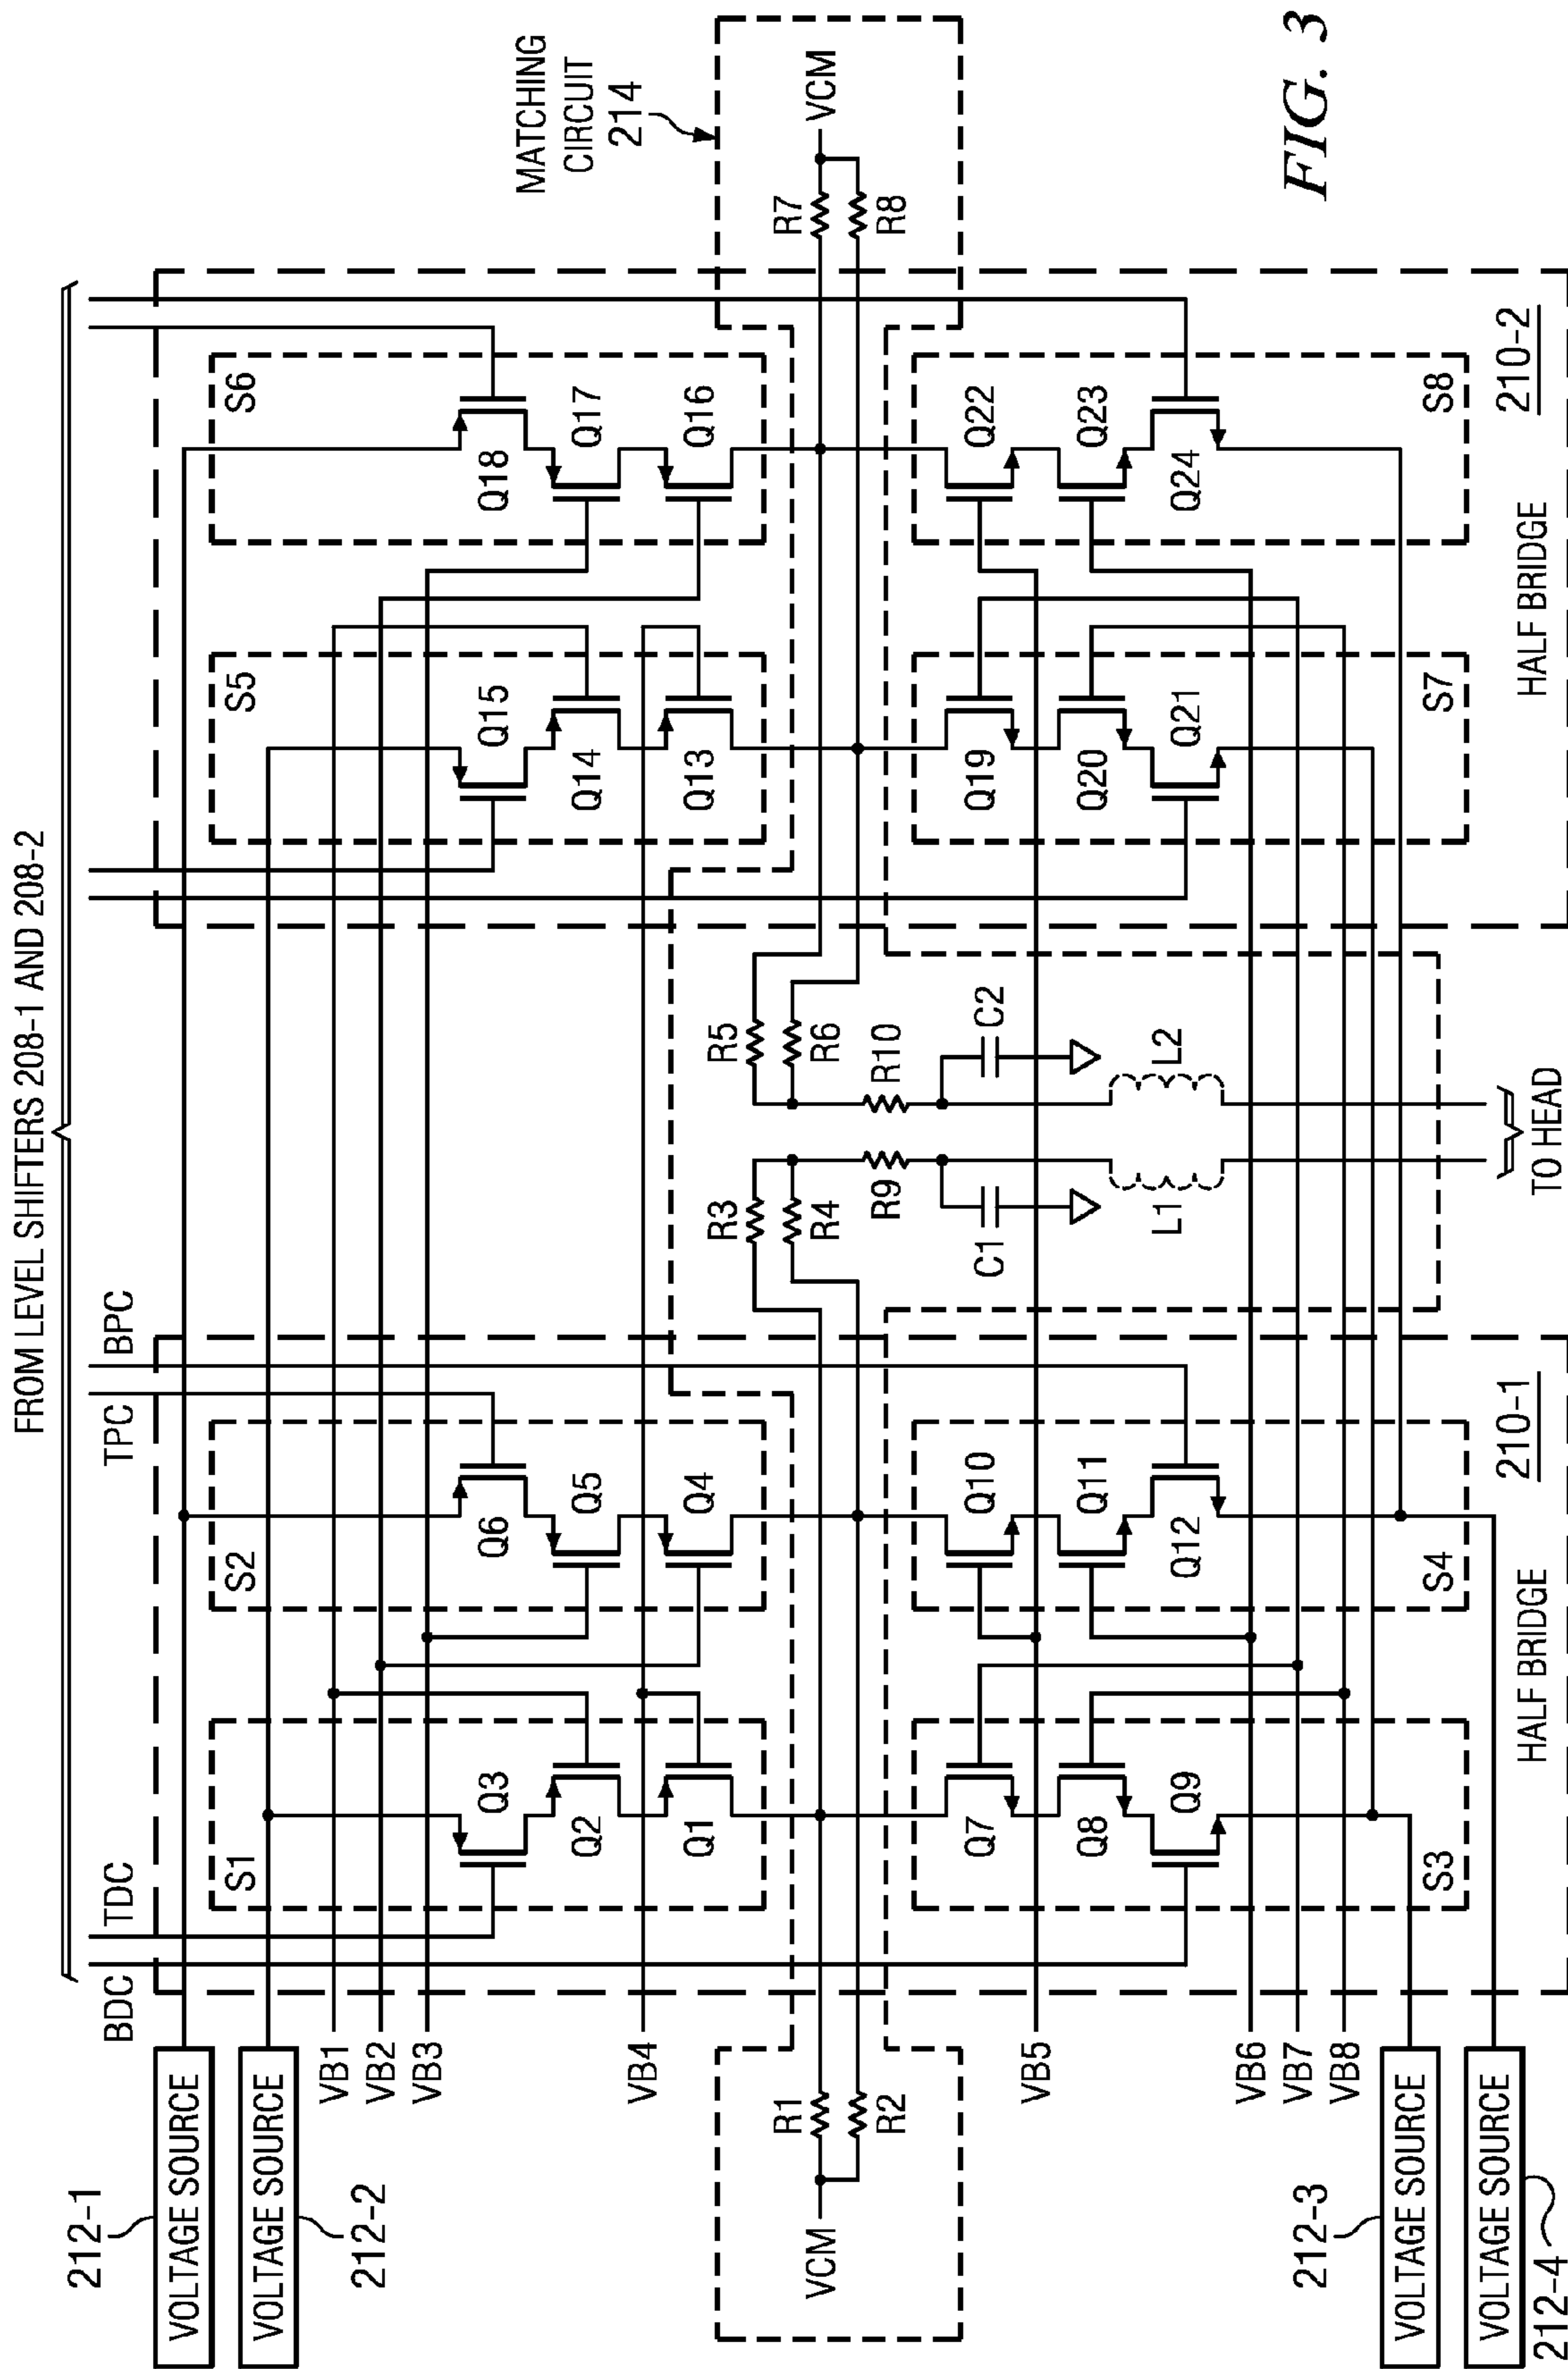 FROM LEVEL SHIFTERS 208-1 AND 208-2
BDC
TDC
TPC
BPC
212-1
VOLTAGE SOURCE
212-2
VOLTAGE SOURCE
VB1
VB2
VB3
VB4
S1
Q3
Q2
Q1
S2
Q6
Q5
Q4
S5
Q15
Q14
Q13
S6
Q18
Q17
Q16
MATCHING
CIRCUIT
214
VCM
R1
R2
R3
R4
R5
R6
R7
R8
VCM
R9
R10
C1
C2
L1
L2
TO HEAD
VB5
VB6
VB7
VB8
Q7
Q8
Q9
S3
Q10
Q11
Q12
S4
Q19
Q20
Q21
S7
Q22
Q23
Q24
S8
212-3
VOLTAGE SOURCE
VOLTAGE SOURCE
212-4
HALF BRIDGE
210-1
HALF BRIDGE
210-2
FIG. 3